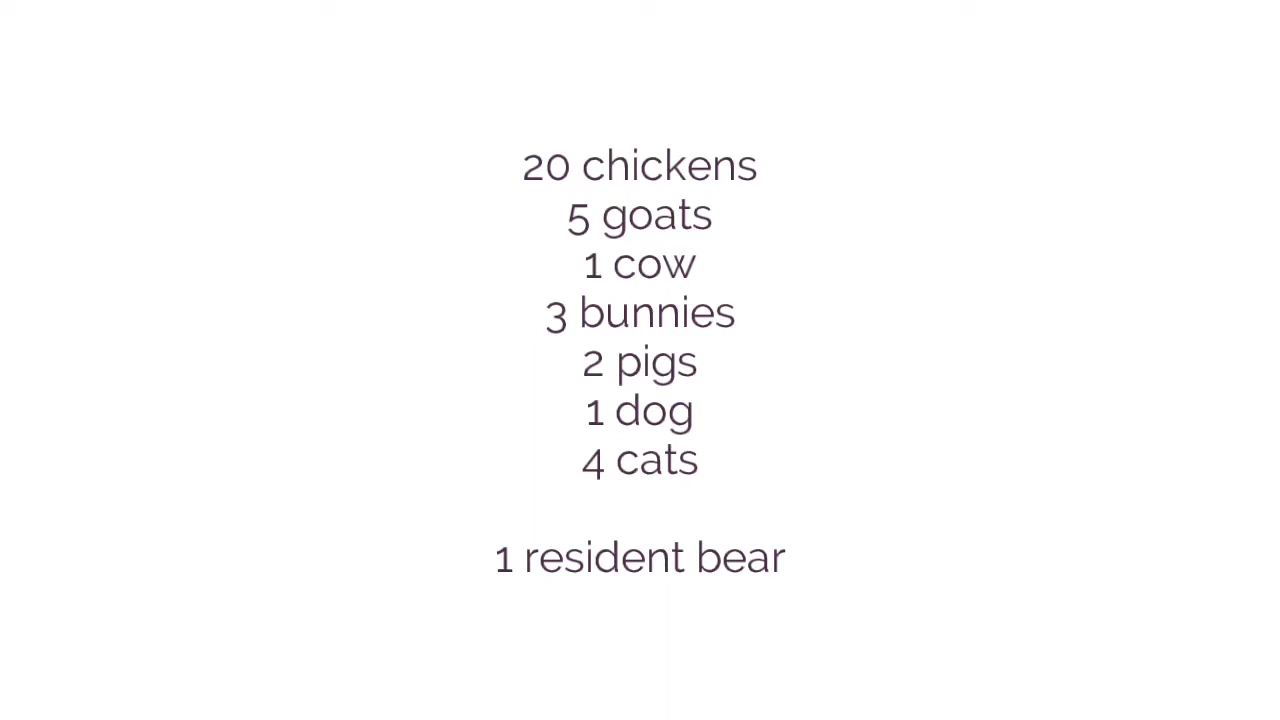 20 chickens
5 goats
1 cow
3 bunnies
2 pigs
1 dog
4 cats
1 resident bear